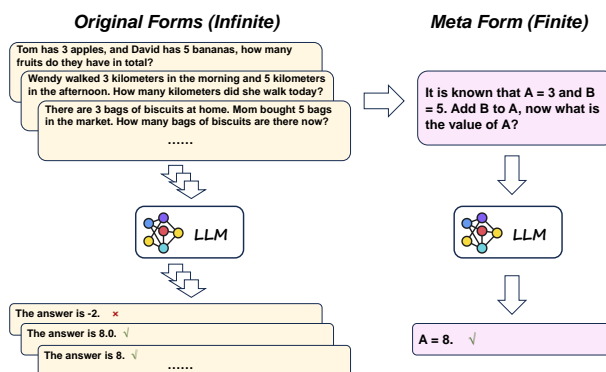 Original Forms (Infinite)
Meta Form (Finite)
Tom has 3 apples, and David has 5 bananas, how many
fruits do they have in total?
Wendy walked 3 kilometers in the morning and 5 kilometers
in the afternoon. How many kilometers did she walk today?
There are 3 bags of biscuits at home. Mom bought 5 bags
in the market. How many bags of biscuits are there now?
......
It is known that A = 3 and B
= 5. Add B to A, now what is
the value of A?
LLM
LLM
The answer is -2. ×
The answer is 8.0. √
The answer is 8. √
......
A = 8. √